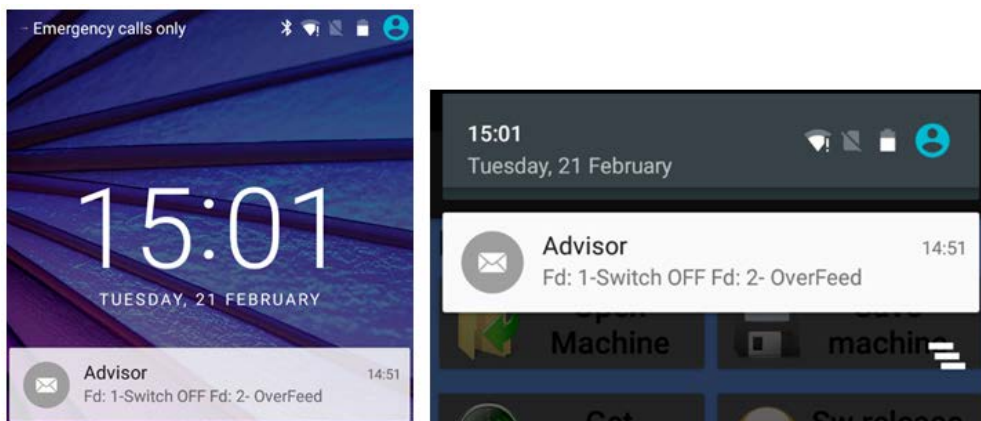 Emergency calls only
15:01
TUESDAY, 21 FEBRUARY
Advisor 14:51
Fd: 1-Switch OFF Fd: 2- OverFeed
15:01
Tuesday, 21 February
Advisor 14:51
Fd: 1-Switch OFF Fd: 2- OverFeed
Machine machine